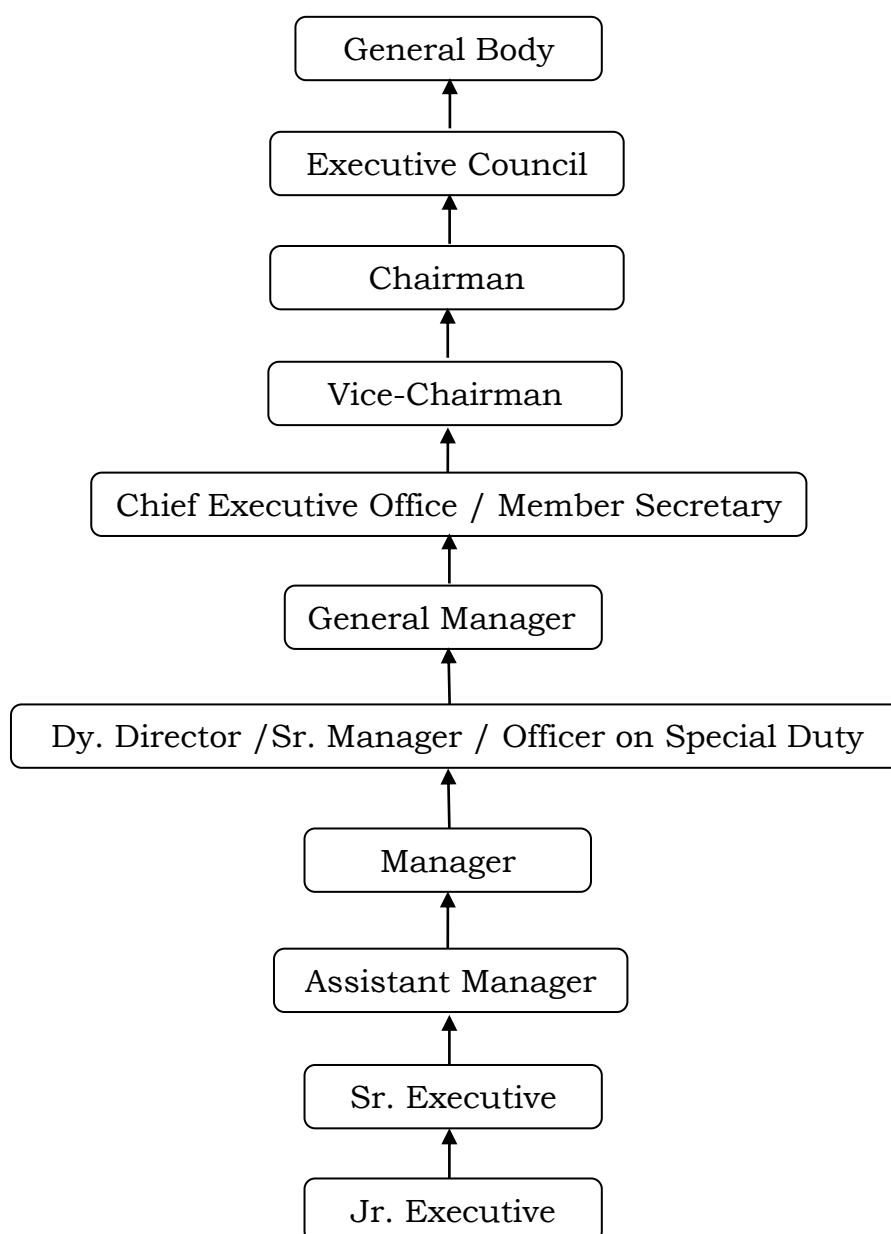 General Body
Executive Council
Chairman
Vice-Chairman
Chief Executive Office / Member Secretary
General Manager
Dy. Director /Sr. Manager / Officer on Special Duty
Manager
Assistant Manager
Sr. Executive
Jr. Executive